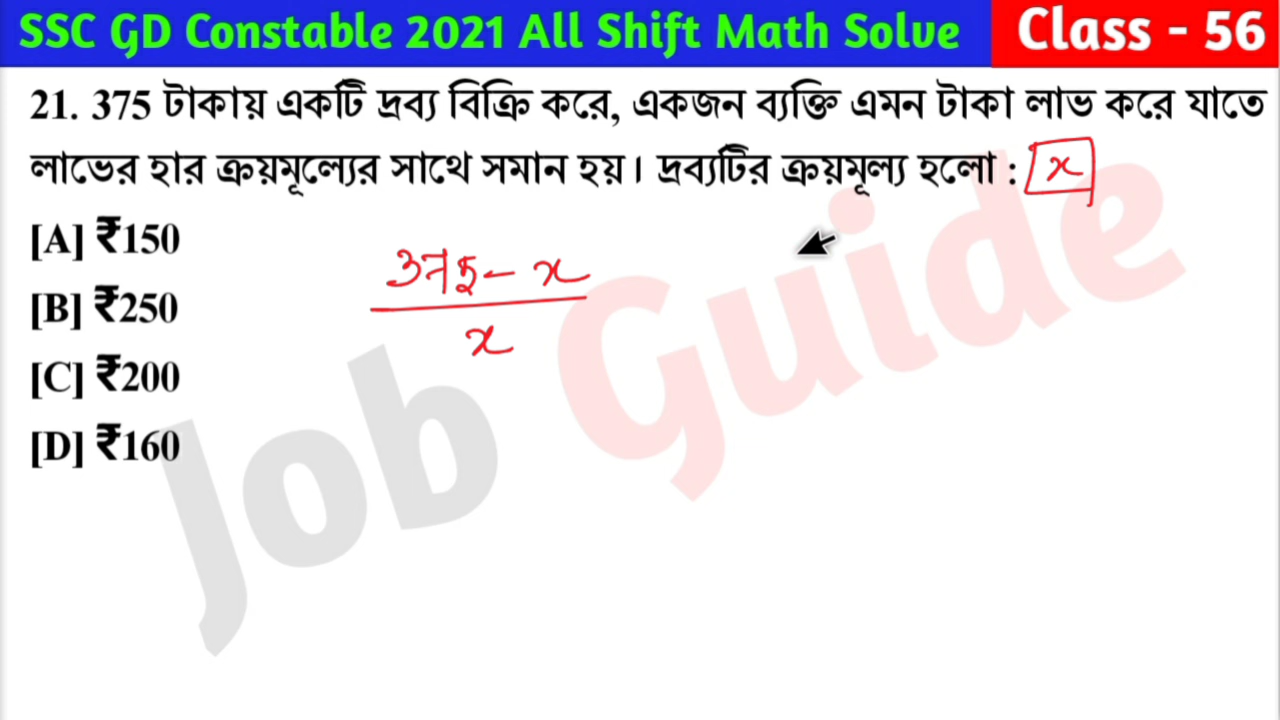 SSC GD Constable 2021 All Shift Math Solve
Class - 56
21. 375 টাকায় একটি দ্রব্য বিক্রি করে, একজন ব্যক্তি এমন টাকা লাভ করে যাতে
লাভের হার ক্রয়মূল্যের সাথে সমান হয়। দ্রব্যটির ক্রয়মূল্য হলো : x
[A] ₹150
375 - x
x
[B] ₹250
[C] ₹200
[D] ₹160
Job Guide